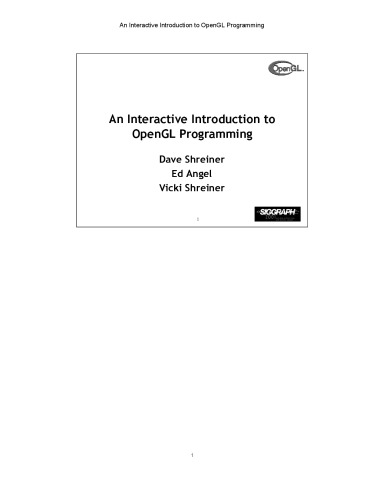 An Interactive Introduction to OpenGL Programming
OpenGL
An Interactive Introduction to
OpenGL Programming
Dave Shreiner
Ed Angel
Vicki Shreiner
1
SIGGRAPH
1